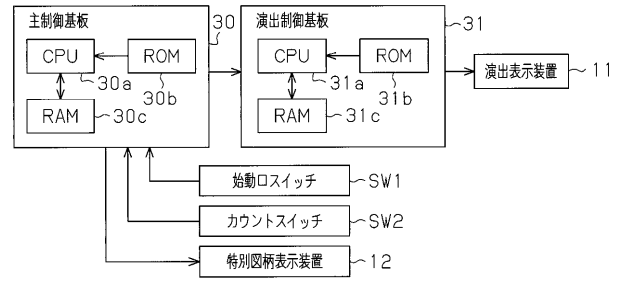 主制御基板
30
CPU
ROM
30a
30b
RAM
30c
演出制御基板
31
CPU
ROM
31a
31b
RAM
31c
演出表示装置
11
始動口スイッチ
SW1
カウントスイッチ
SW2
特別図柄表示装置
12